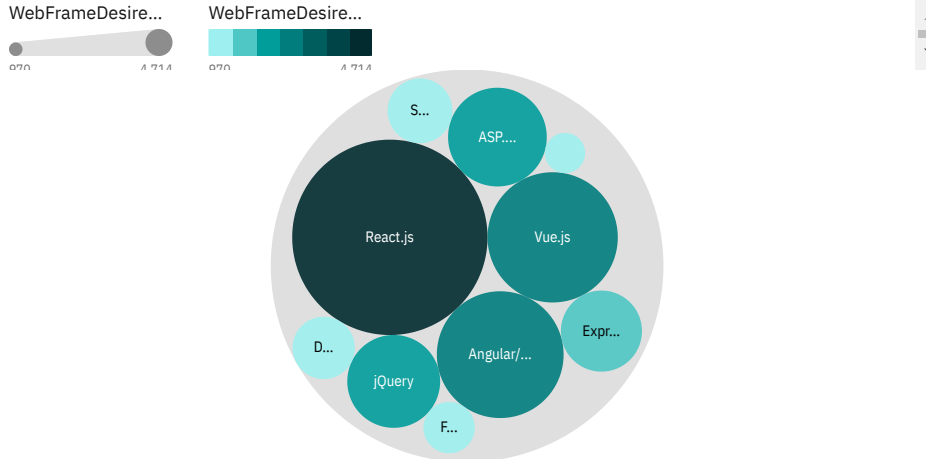 WebFrameDesire... WebFrameDesire...
970 4,714 970 4,714
S...
ASP....
React.js Vue.js
Expr...
D... Angular/...
jQuery
F...